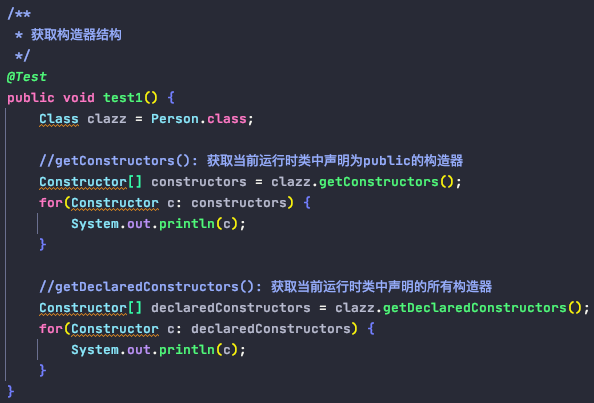 /**
 * 获取构造器结构
 */
@Test
public void test1() {
    Class clazz = Person.class;

    //getConstructors(): 获取当前运行时类中声明为public的构造器
    Constructor[] constructors = clazz.getConstructors();
    for(Constructor c: constructors) {
        System.out.println(c);
    }

    //getDeclaredConstructors(): 获取当前运行时类中声明的所有构造器
    Constructor[] declaredConstructors = clazz.getDeclaredConstructors();
    for(Constructor c: declaredConstructors) {
        System.out.println(c);
    }
}